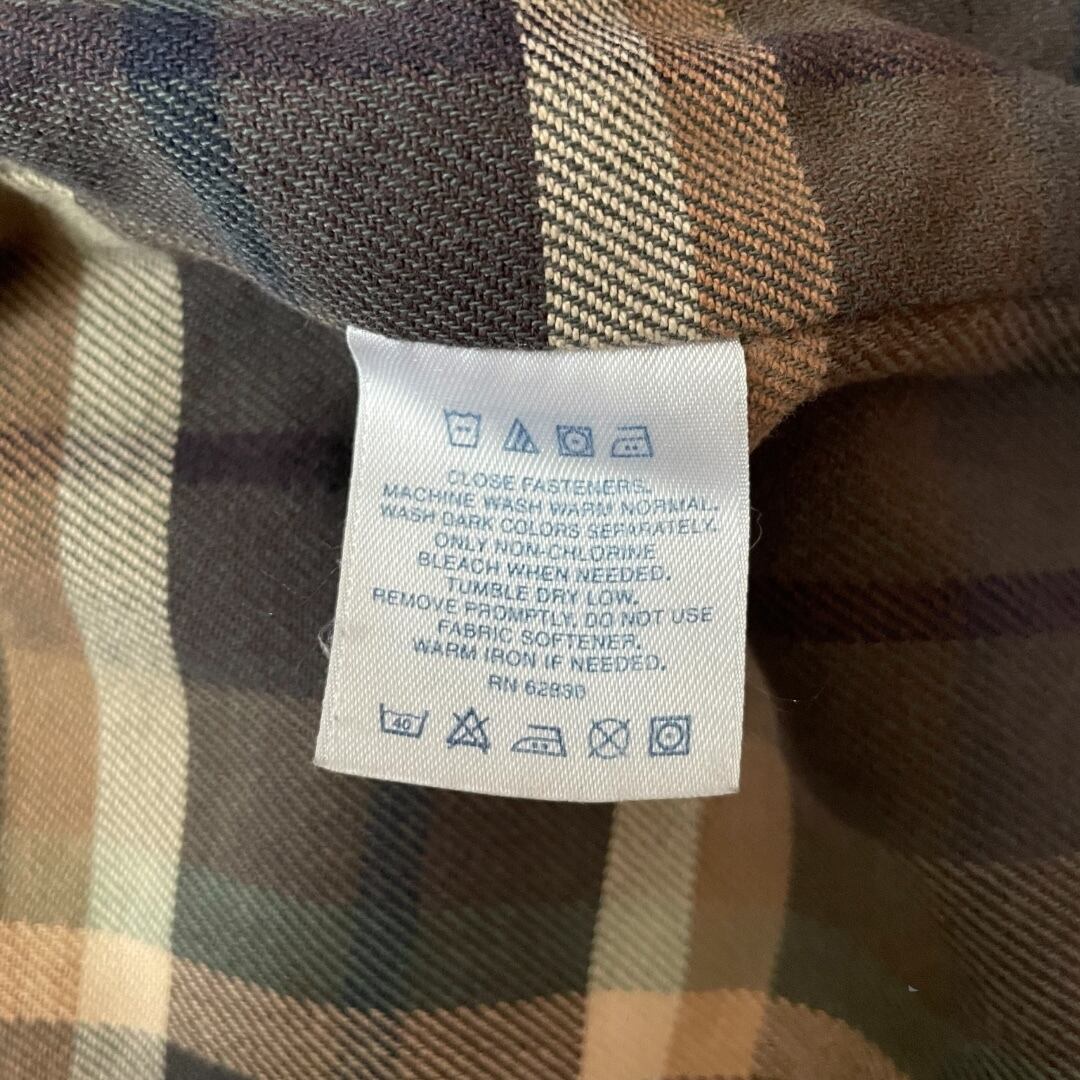 CLOSE FASTENERS.
MACHINE WASH WARM NORMAL.
WASH DARK COLORS SEPARATELY.
ONLY NON-CHLORINE
BLEACH WHEN NEEDED.
TUMBLE DRY LOW.
REMOVE PROMPTLY. DO NOT USE
FABRIC SOFTENER.
WARM IRON IF NEEDED.
RN 62830
40